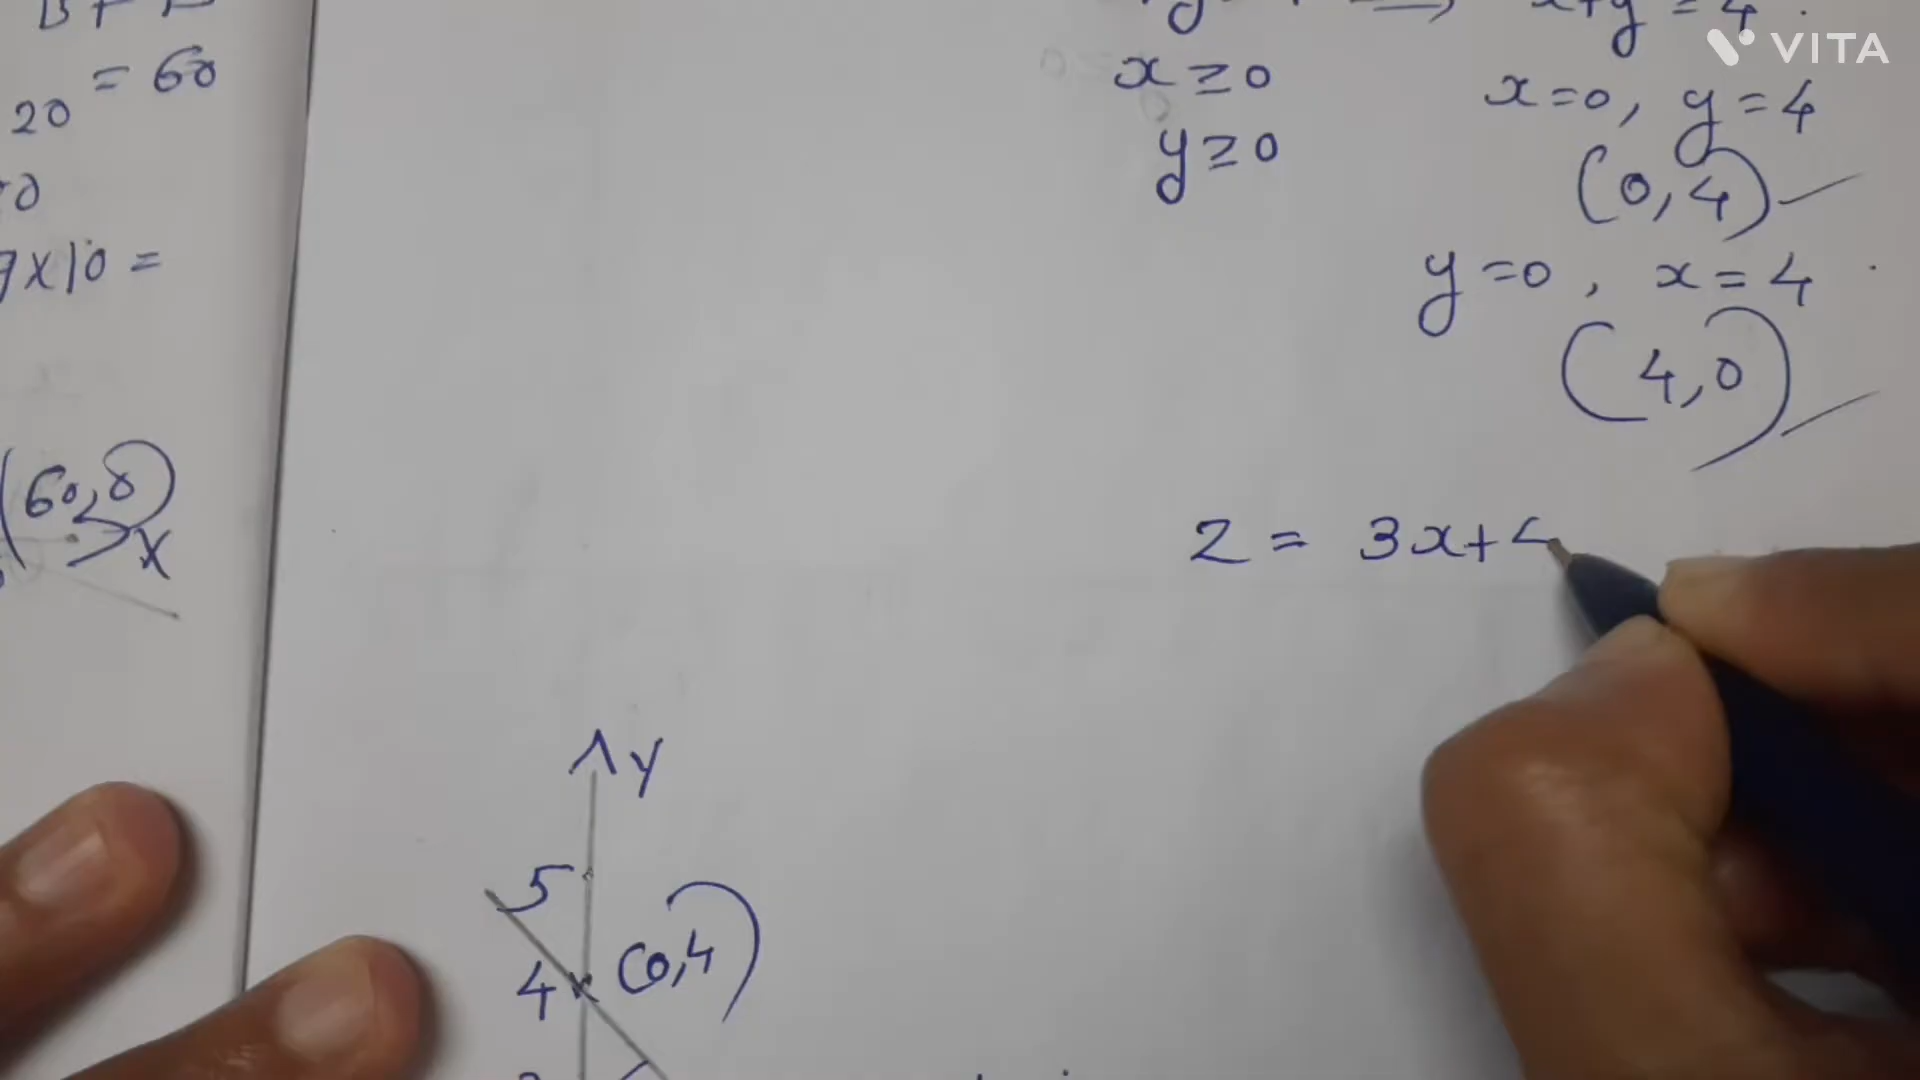 = 60
20
7x10 =
(60,0)
X
x+y = 4
VITA
x ≥ 0
x=0, y=4
y ≥ 0
(0,4)
y=0, x=4
(4,0)
Z = 3x+4
Y
5
4 (0,4)